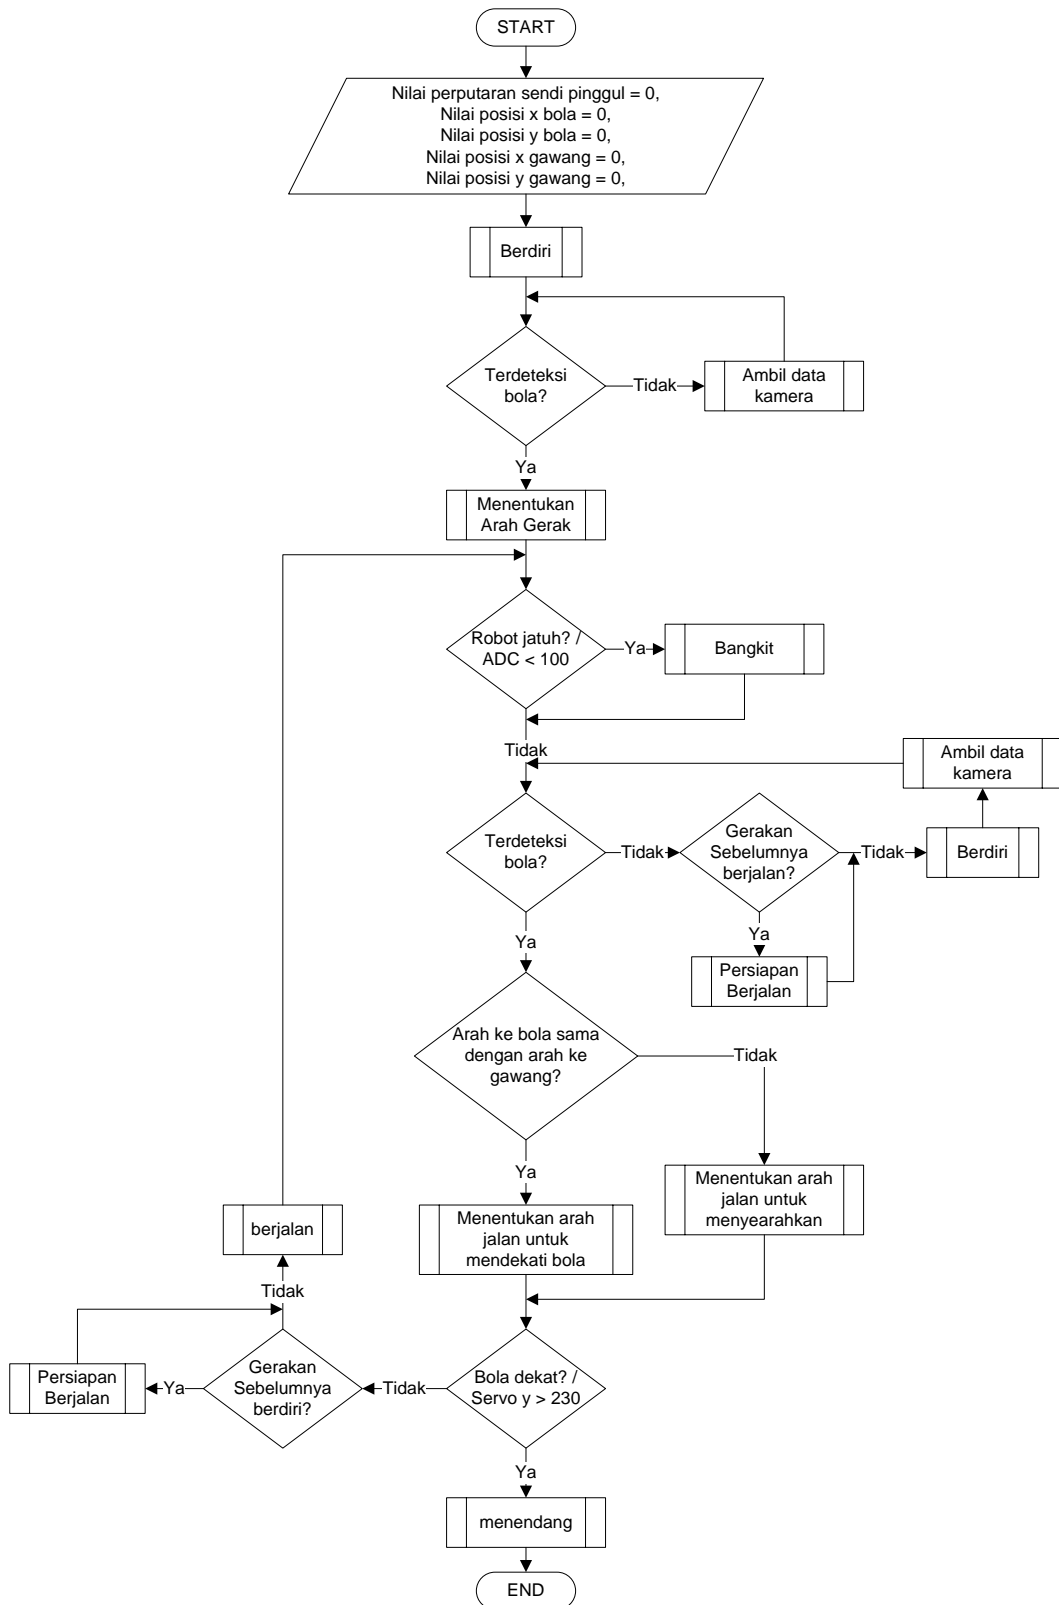 START
Nilai perputaran sendi pinggul = 0,
Nilai posisi x bola = 0,
Nilai posisi y bola = 0,
Nilai posisi x gawang = 0,
Nilai posisi y gawang = 0,
Berdiri
Terdeteksi
bola?
Tidak
Ambil data
kamera
Ya
Menentukan
Arah Gerak
Robot jatuh? /
ADC < 100
Ya
Bangkit
Tidak
Ambil data
kamera
Terdeteksi
bola?
Tidak
Gerakan
Sebelumnya
berjalan?
Tidak
Berdiri
Ya
Ya
Persiapan
Berjalan
Arah ke bola sama
dengan arah ke
gawang?
Tidak
Ya
Menentukan arah
jalan untuk
menyearahkan
Menentukan arah
jalan untuk
mendekati bola
berjalan
Tidak
Persiapan
Berjalan
Ya
Gerakan
Sebelumnya
berdiri?
Tidak
Bola dekat? /
Servo y > 230
Ya
menendang
END